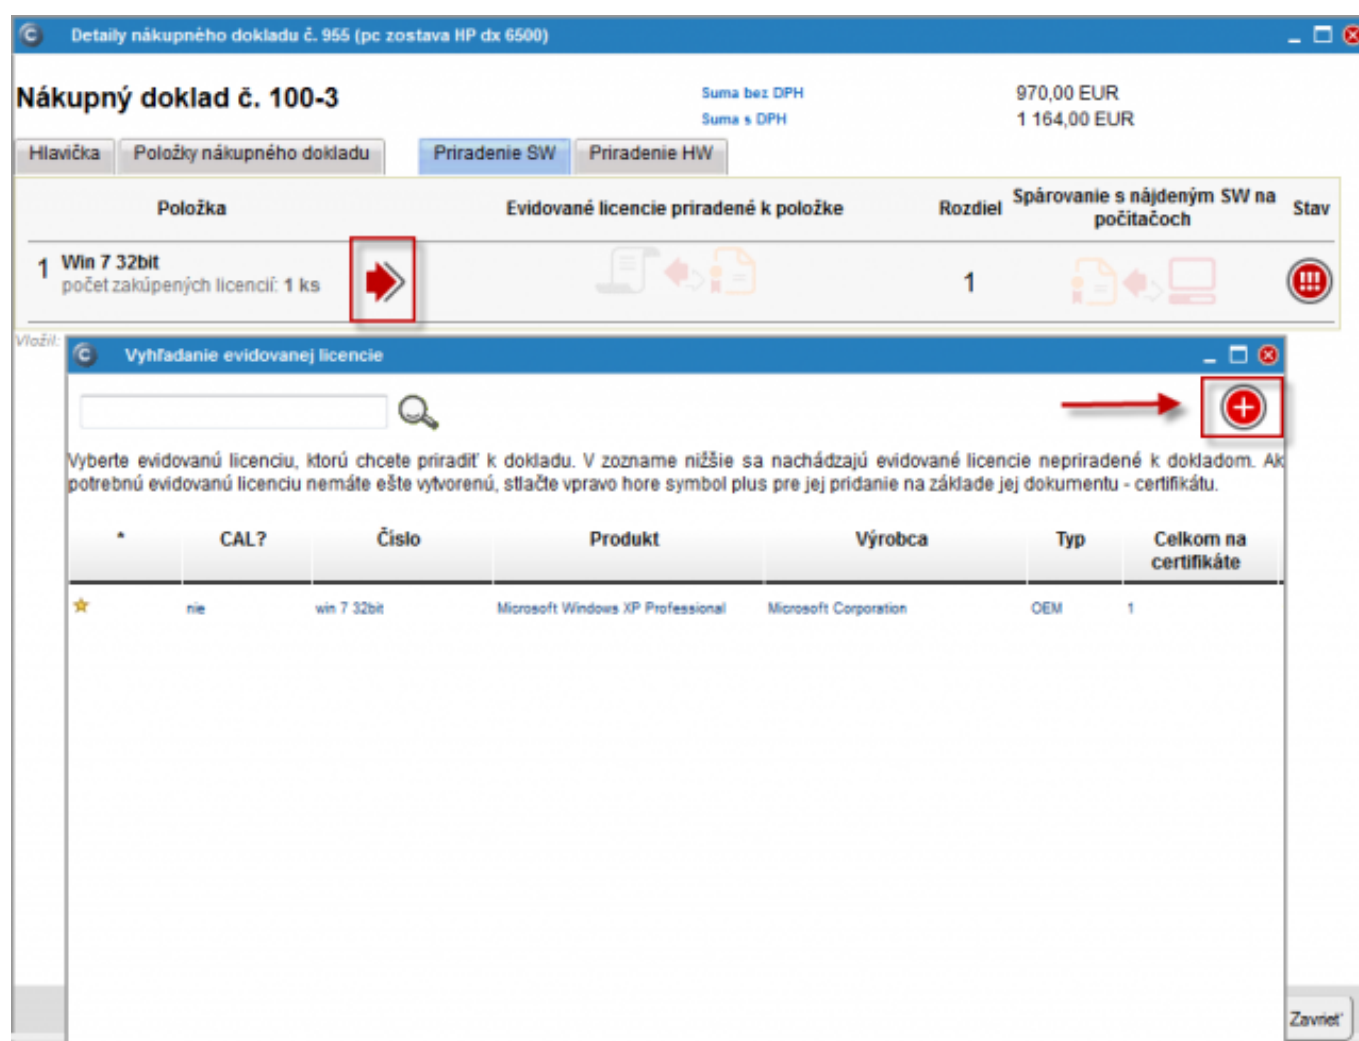 Detaily nákupného dokladu č. 955 (pc zostava HP dx 6500)
Nákupný doklad č. 100-3
Suma bez DPH 970,00 EUR
Suma s DPH 1 164,00 EUR
Hlavička Položky nákupného dokladu Priradenie SW Priradenie HW
Položka Evidované licencie priradené k položke Rozdiel Spárovanie s nájdeným SW na počítačoch Stav
1 Win 7 32bit
počet zakúpených licencií: 1 ks 1
Vložil:
Vyhľadanie evidovanej licencie
Vyberte evidovanú licenciu, ktorú chcete priradiť k dokladu. V zozname nižšie sa nachádzajú evidované licencie nepriradené k dokladom. Ak
potrebnú evidovanú licenciu nemáte ešte vytvorenú, stlačte vpravo hore symbol plus pre jej pridanie na základe jej dokumentu - certifikátu.
* CAL? Číslo Produkt Výrobca Typ Celkom na certifikáte
nie win 7 32bit Microsoft Windows XP Professional Microsoft Corporation OEM 1
Zavrieť